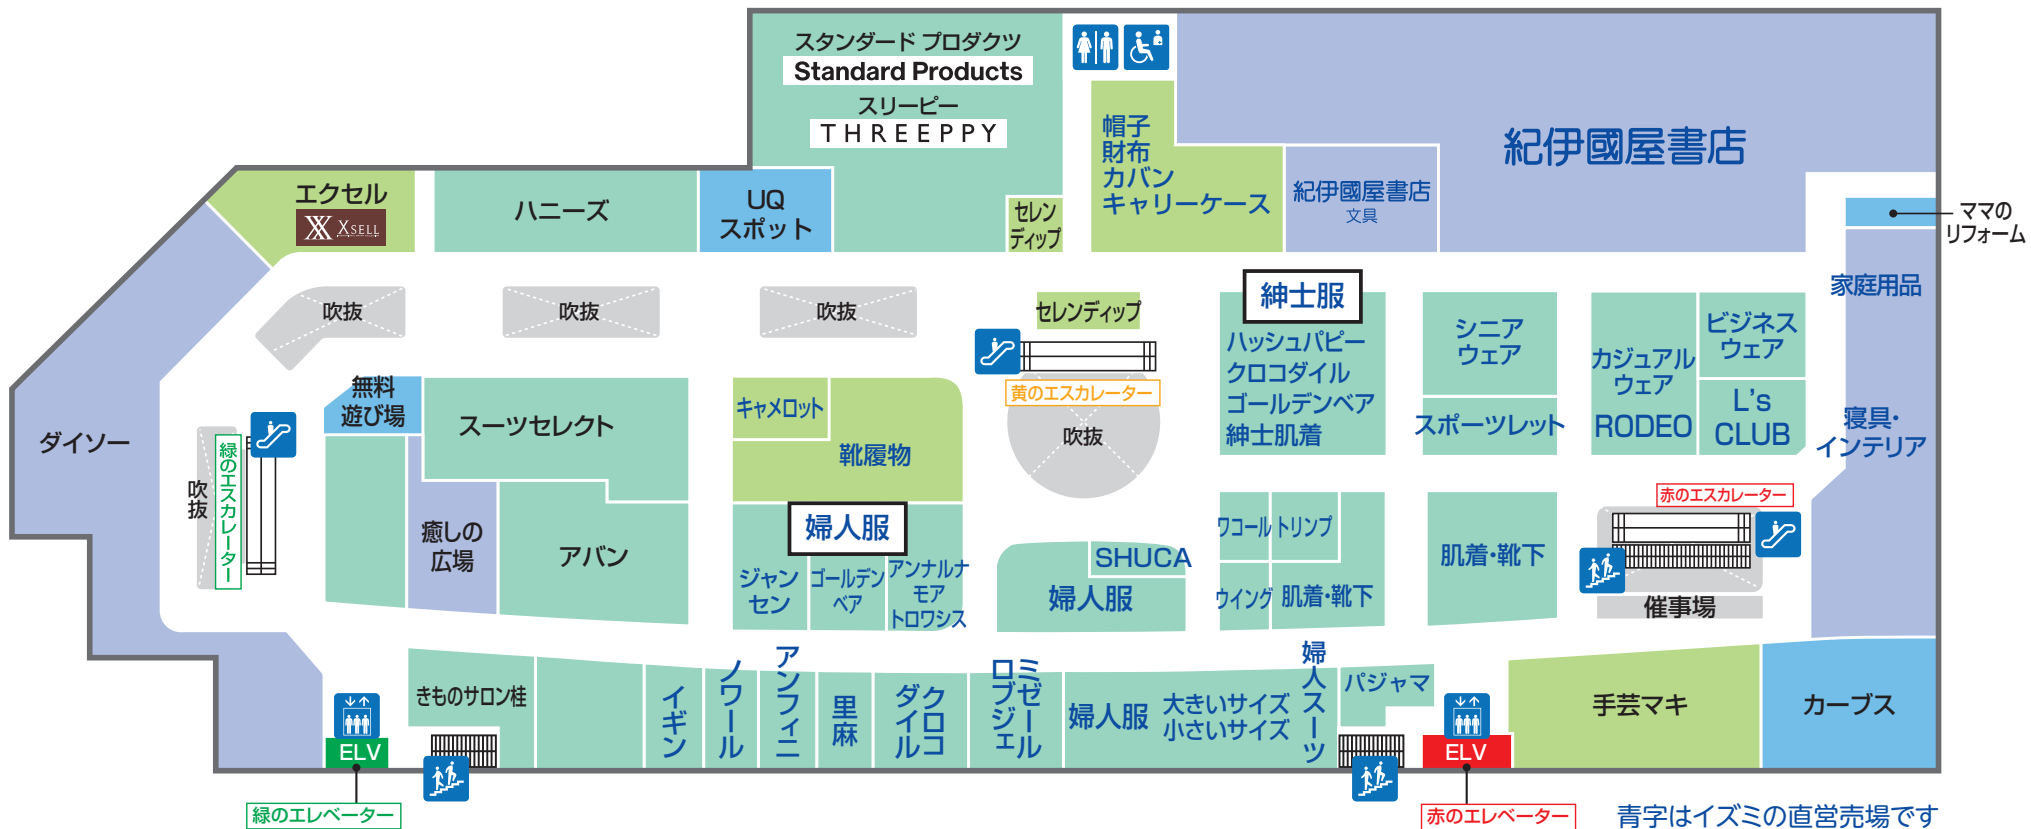 スタンダード プロダクツ
Standard Products
スリーピー
THREEPPY
帽子
財布
カバン
キャリーケース
紀伊國屋書店
紀伊國屋書店
文具
ママの
リフォーム
エクセル
XSELL
ハニーズ
UQ
スポット
セレン
ディップ
家庭用品
吹抜
吹抜
吹抜
セレンディップ
紳士服
ハッシュパピー
クロコダイル
ゴールデンベア
紳士肌着
シニア
ウェア
スポーツレット
カジュアル
ウェア
RODEO
ビジネス
ウェア
L's
CLUB
寝具・
インテリア
黄のエスカレーター
吹抜
ダイソー
無料
遊び場
スーツセレクト
キャメロット
靴履物
緑のエスカレーター
吹抜
癒しの
広場
アバン
婦人服
ジャン
セン
ゴールデン
ベア
アンナルナ
モア
トロワシス
SHUCA
婦人服
ワコール
トリンプ
ウイング
肌着・靴下
肌着・靴下
赤のエスカレーター
催事場
きものサロン桂
イギン
ノワール
アンフィニ
里麻
クロコ
ダイル
ミゼール
ロブジェ
婦人服
大きいサイズ
小さいサイズ
婦人スーツ
パジャマ
手芸マキ
カーブス
ELV
緑のエレベーター
ELV
赤のエレベーター
青字はイズミの直営売場です